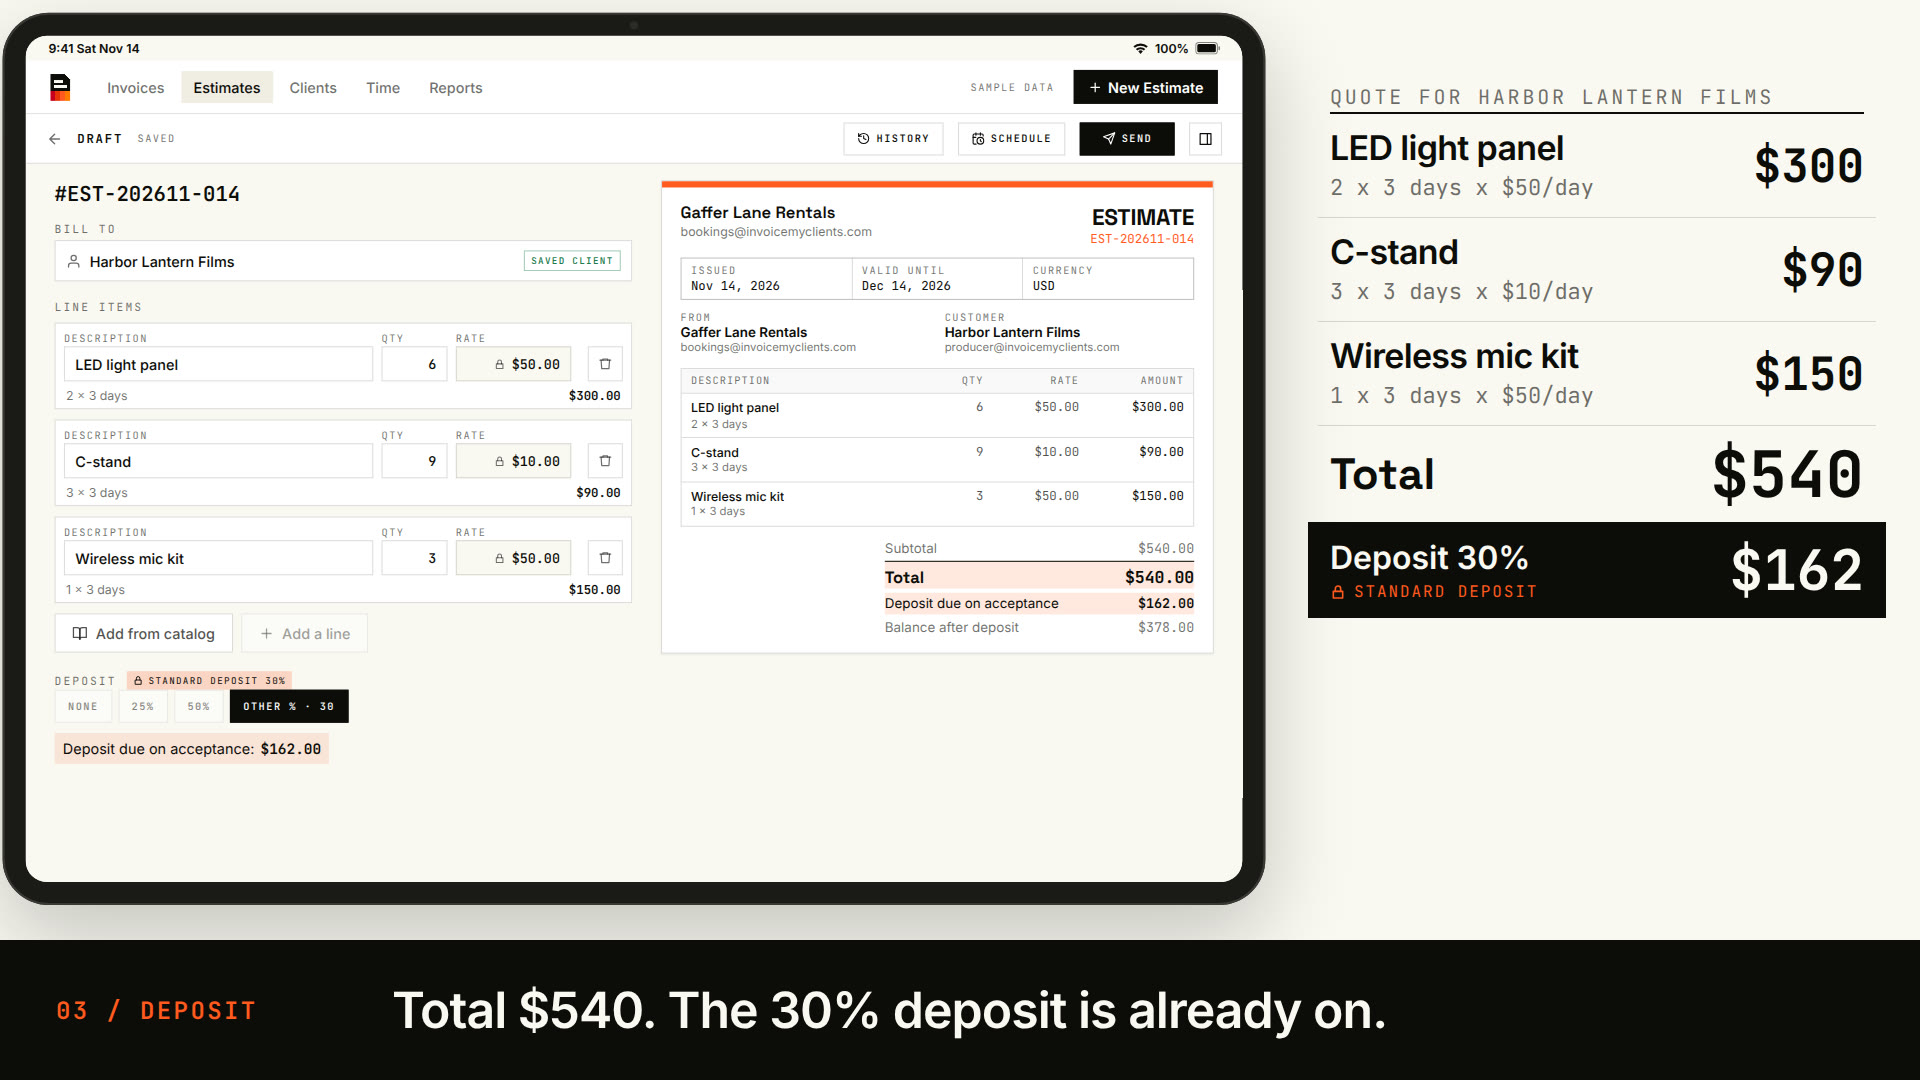 9:41 Sat Nov 14
100%
Invoices
Estimates
Clients
Time
Reports
SAMPLE DATA
+ New Estimate
DRAFT
SAVED
HISTORY
SCHEDULE
SEND
#EST-202611-014
BILL TO
Harbor Lantern Films
SAVED CLIENT
LINE ITEMS
DESCRIPTION QTY RATE
LED light panel 6 $50.00
2 × 3 days $300.00
DESCRIPTION QTY RATE
C-stand 9 $10.00
3 × 3 days $90.00
DESCRIPTION QTY RATE
Wireless mic kit 3 $50.00
1 × 3 days $150.00
Add from catalog
+ Add a line
DEPOSIT STANDARD DEPOSIT 30%
NONE 25% 50% OTHER % · 30
Deposit due on acceptance: $162.00
Gaffer Lane Rentals
bookings@invoicemyclients.com
ESTIMATE
EST-202611-014
ISSUED VALID UNTIL CURRENCY
Nov 14, 2026 Dec 14, 2026 USD
FROM CUSTOMER
Gaffer Lane Rentals Harbor Lantern Films
bookings@invoicemyclients.com producer@invoicemyclients.com
DESCRIPTION QTY RATE AMOUNT
LED light panel 6 $50.00 $300.00
2 × 3 days
C-stand 9 $10.00 $90.00
3 × 3 days
Wireless mic kit 3 $50.00 $150.00
1 × 3 days
Subtotal $540.00
Total $540.00
Deposit due on acceptance $162.00
Balance after deposit $378.00
QUOTE FOR HARBOR LANTERN FILMS
LED light panel $300
2 x 3 days x $50/day
C-stand $90
3 x 3 days x $10/day
Wireless mic kit $150
1 x 3 days x $50/day
Total $540
Deposit 30% $162
STANDARD DEPOSIT
03 / DEPOSIT
Total $540. The 30% deposit is already on.